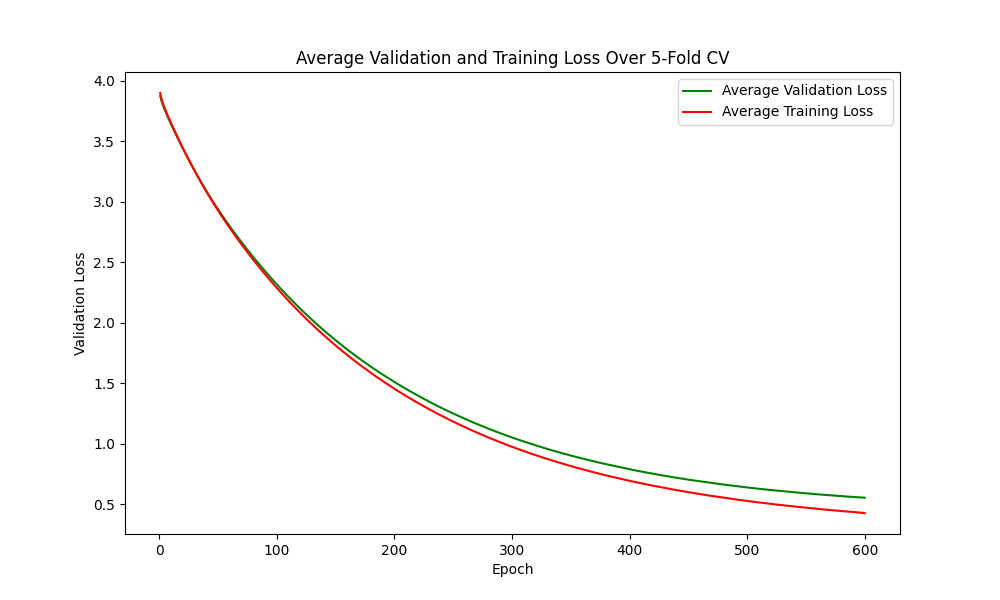 Average Validation and Training Loss Over 5-Fold CV
Average Validation Loss
Average Training Loss
Validation Loss
4.0
3.5
3.0
2.5
2.0
1.5
1.0
0.5
0 100 200 300 400 500 600
Epoch